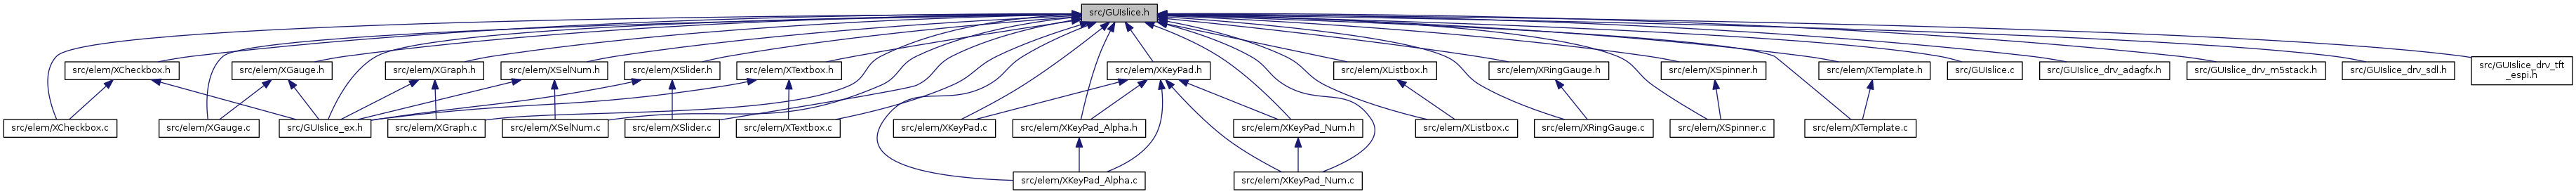 src/GUIslice.h
src/elem/XCheckbox.h
src/elem/XGauge.h
src/elem/XGraph.h
src/elem/XSelNum.h
src/elem/XSlider.h
src/elem/XTextbox.h
src/elem/XKeyPad.h
src/elem/XListbox.h
src/elem/XRingGauge.h
src/elem/XSpinner.h
src/elem/XTemplate.h
src/GUIslice.c
src/GUIslice_drv_adagfx.h
src/GUIslice_drv_m5stack.h
src/GUIslice_drv_sdl.h
src/GUIslice_drv_tft
_espi.h
src/elem/XCheckbox.c
src/elem/XGauge.c
src/GUIslice_ex.h
src/elem/XGraph.c
src/elem/XSelNum.c
src/elem/XSlider.c
src/elem/XTextbox.c
src/elem/XKeyPad.c
src/elem/XKeyPad_Alpha.h
src/elem/XKeyPad_Num.h
src/elem/XListbox.c
src/elem/XRingGauge.c
src/elem/XSpinner.c
src/elem/XTemplate.c
src/elem/XKeyPad_Alpha.c
src/elem/XKeyPad_Num.c